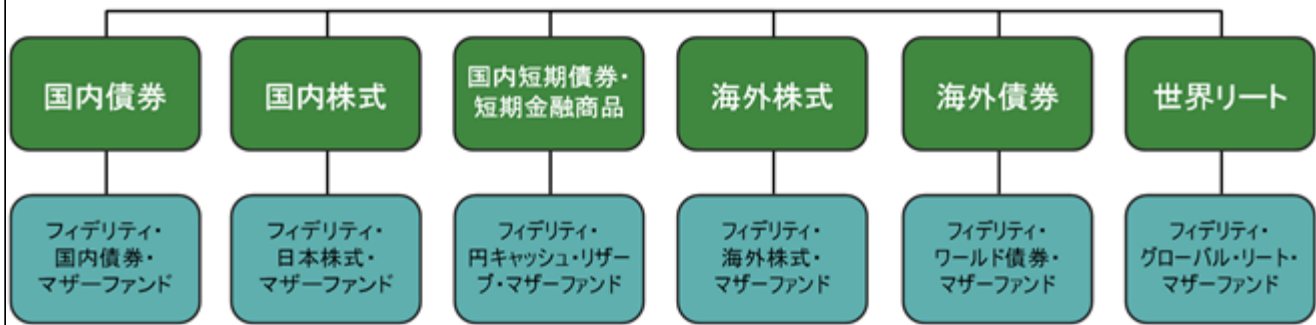 国内債券
国内株式
国内短期債券・
短期金融商品
海外株式
海外債券
世界リート
フィデリティ・
国内債券・
マザーファンド
フィデリティ・
日本株式・
マザーファンド
フィデリティ・
円キャッシュ・リザー
ブ・マザーファンド
フィデリティ・
海外株式・
マザーファンド
フィデリティ・
ワールド債券・
マザーファンド
フィデリティ・
グローバル・リート・
マザーファンド